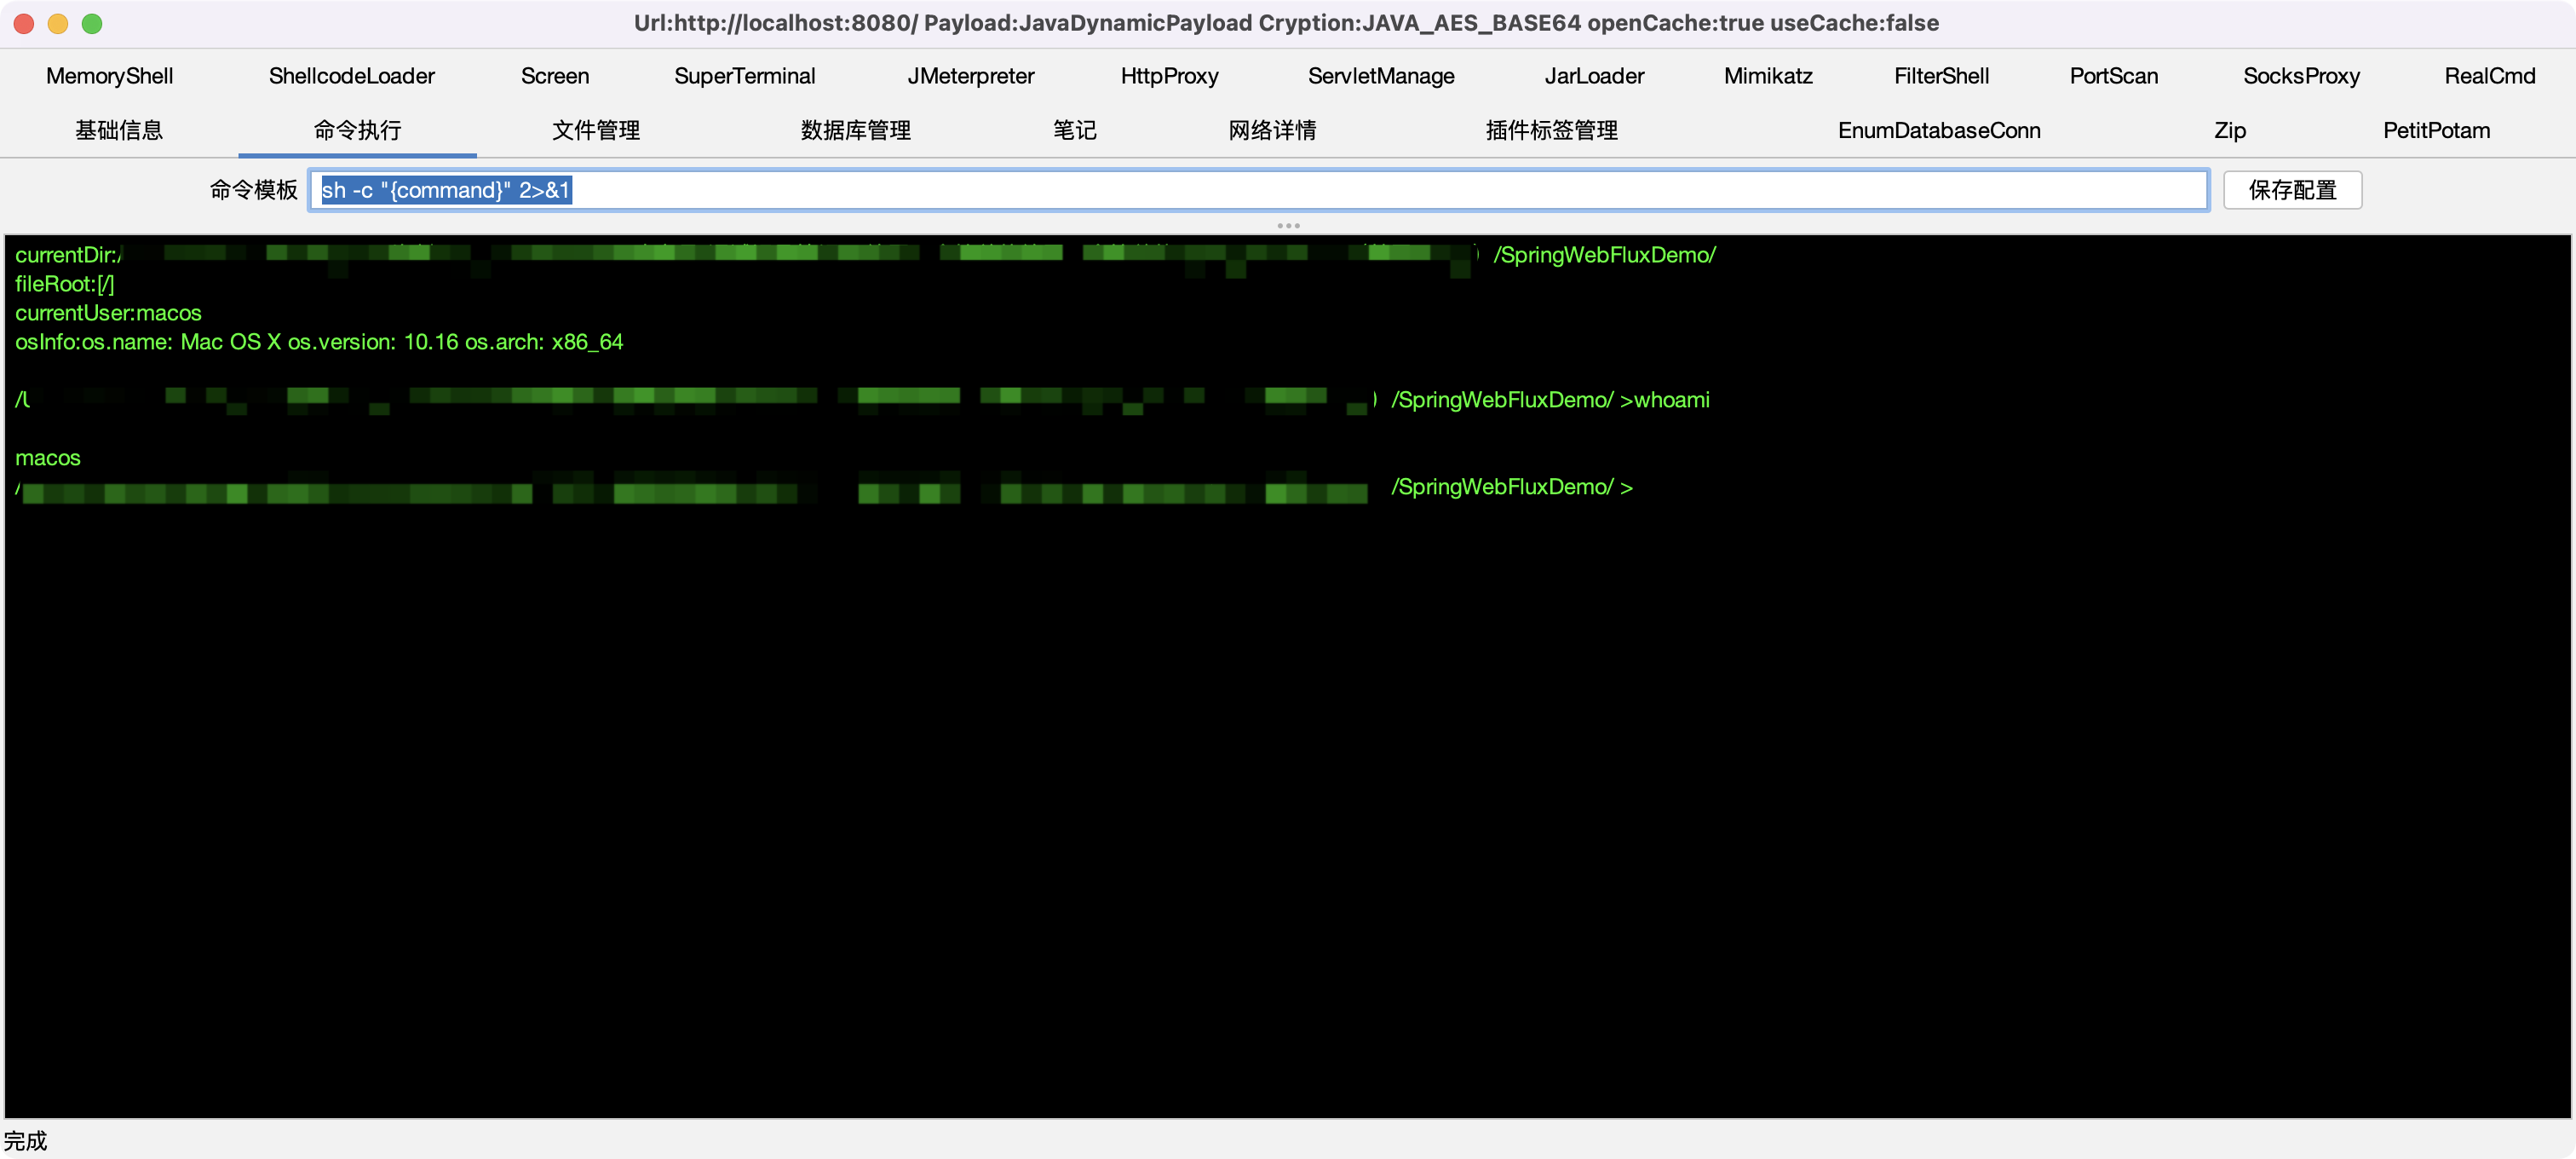 Url:http://localhost:8080/ Payload:JavaDynamicPayload Cryption:JAVA_AES_BASE64 openCache:true useCache:false
MemoryShell ShellcodeLoader Screen SuperTerminal JMeterpreter HttpProxy ServletManage JarLoader Mimikatz FilterShell PortScan SocksProxy RealCmd
基础信息 命令执行 文件管理 数据库管理 笔记 网络详情 插件标签管理 EnumDatabaseConn Zip PetitPotam
命令模板 sh -c "{command}" 2>&1 保存配置
currentDir:/ /SpringWebFluxDemo/
fileRoot:[/]
currentUser:macos
osInfo:os.name: Mac OS X os.version: 10.16 os.arch: x86_64
/SpringWebFluxDemo/ >whoami
macos
/ /SpringWebFluxDemo/ >
完成